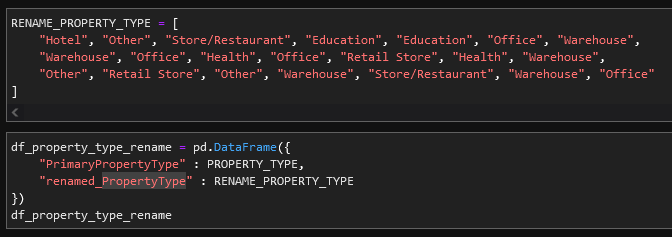 RENAME_PROPERTY_TYPE = [
    "Hotel", "Other", "Store/Restaurant", "Education", "Education", "Office", "Warehouse",
    "Warehouse", "Office", "Health", "Office", "Retail Store", "Health", "Warehouse",
    "Other", "Retail Store", "Other", "Warehouse", "Store/Restaurant", "Warehouse", "Office"
]
df_property_type_rename = pd.DataFrame({
    "PrimaryPropertyType" : PROPERTY_TYPE,
    "renamed_PropertyType" : RENAME_PROPERTY_TYPE
})
df_property_type_rename